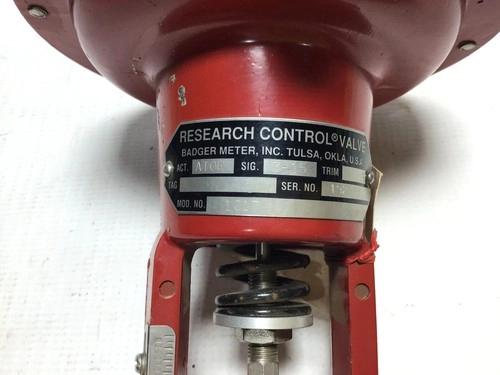 RESEARCH CONTROL® VALVE
BADGER METER, INC. TULSA, OKLA. U.S.A.
ACT. SIG. TRIM
TAG SER. NO.
MOD. NO.